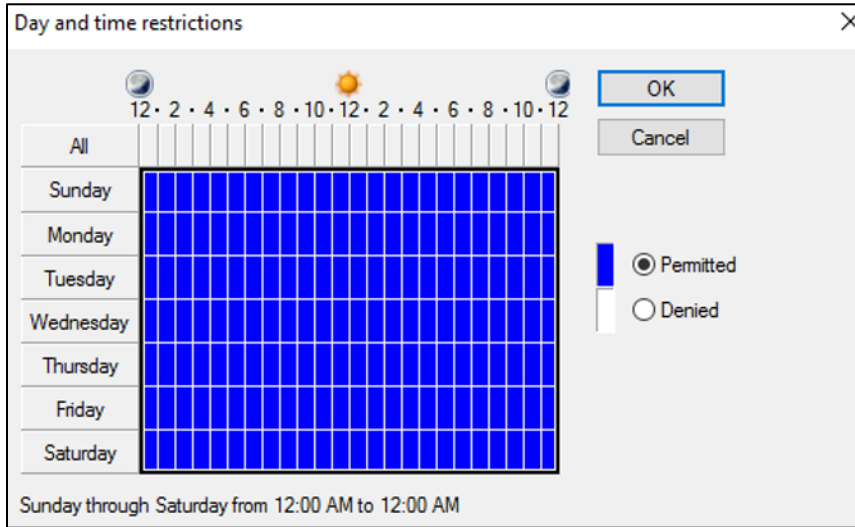 Day and time restrictions
12 · 2 · 4 · 6 · 8 · 10 · 12 · 2 · 4 · 6 · 8 · 10 · 12
OK
All
Cancel
Sunday
Monday
Tuesday
Permitted
Wednesday
Denied
Thursday
Friday
Saturday
Sunday through Saturday from 12:00 AM to 12:00 AM